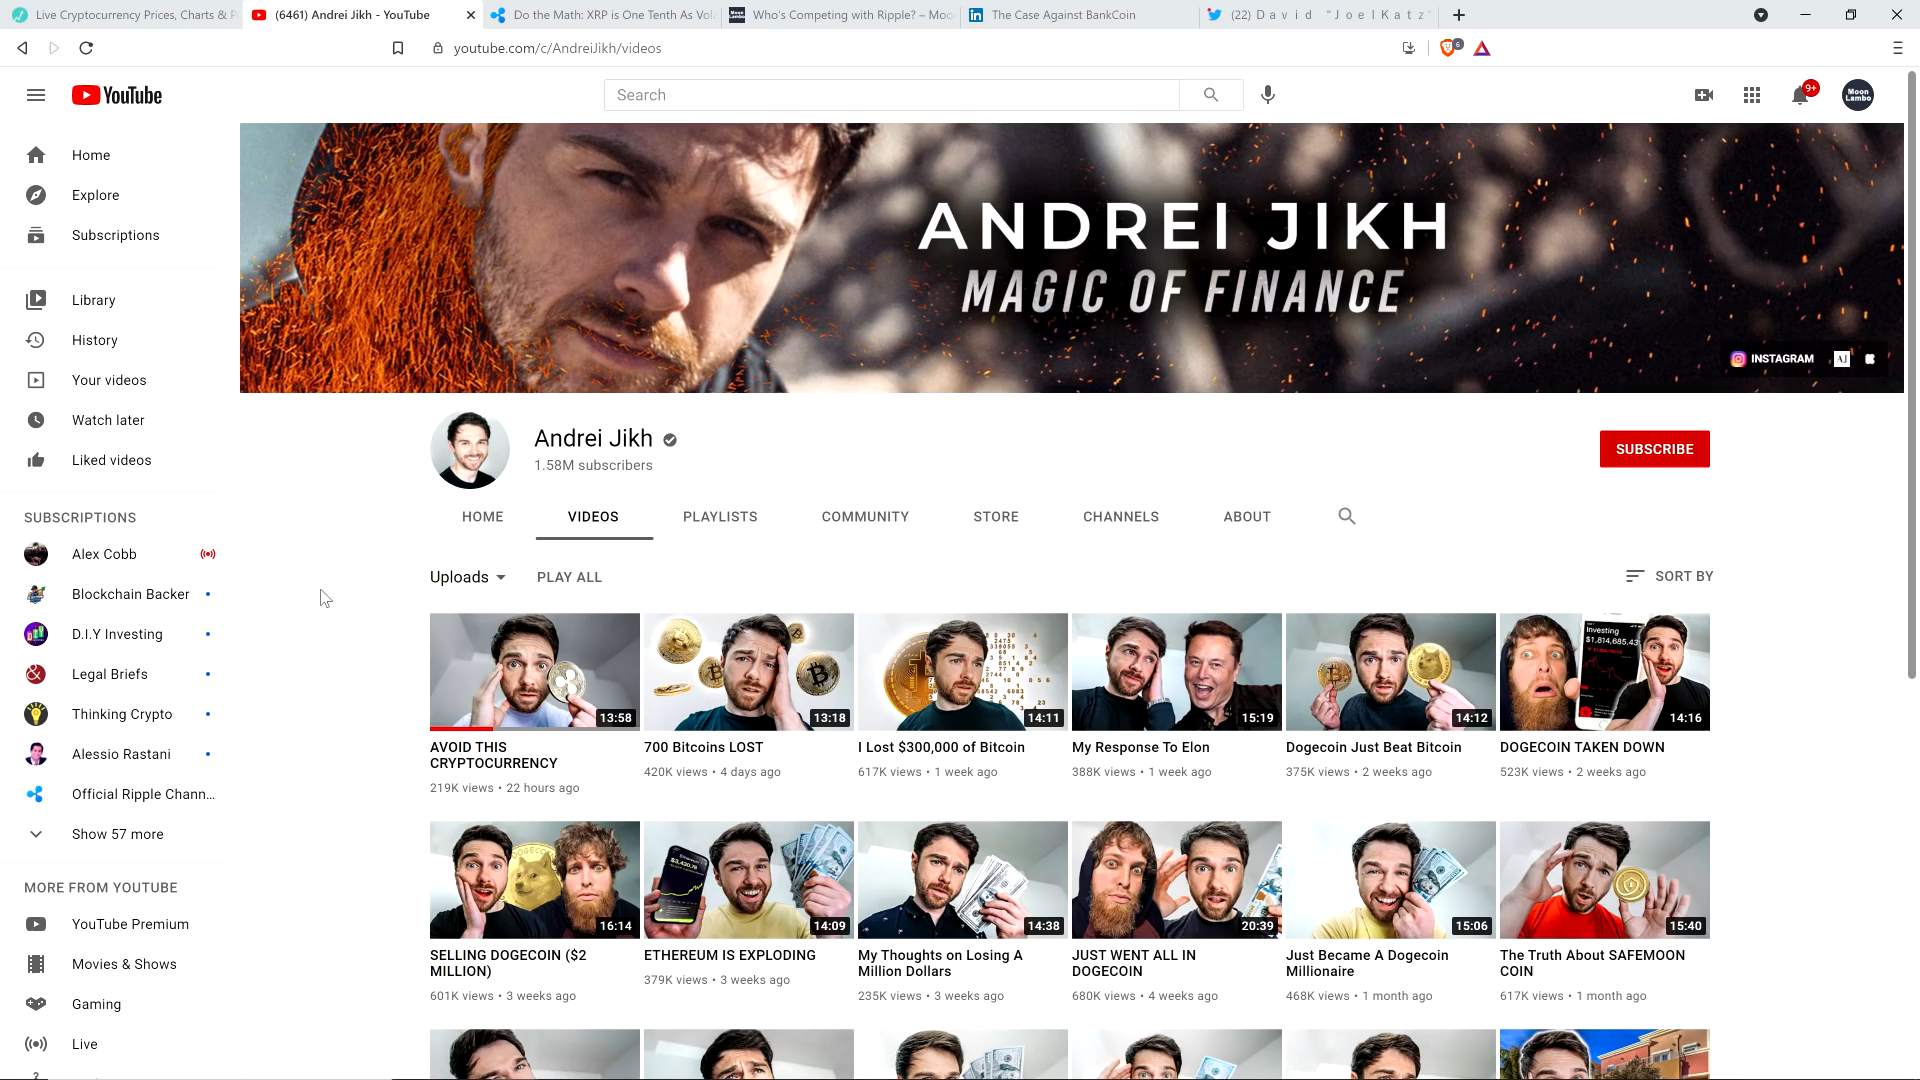 Live Cryptocurrency Prices, Charts & P
(6461) Andrei Jikh - YouTube
Do the Math: XRP is One Tenth As Vol
Who's Competing with Ripple? – Moo
The Case Against BankCoin
(22) David "JoelKatz"
youtube.com/c/AndreiJikh/videos
6
YouTube
Search
9+
Moon Lambo
Home
Explore
Subscriptions
Library
History
Your videos
Watch later
Liked videos
SUBSCRIPTIONS
Alex Cobb
Blockchain Backer
D.I.Y Investing
Legal Briefs
Thinking Crypto
Alessio Rastani
Official Ripple Chann...
Show 57 more
MORE FROM YOUTUBE
YouTube Premium
Movies & Shows
Gaming
Live
ANDREI JIKH
MAGIC OF FINANCE
INSTAGRAM
AJ
Andrei Jikh
1.58M subscribers
SUBSCRIBE
HOME
VIDEOS
PLAYLISTS
COMMUNITY
STORE
CHANNELS
ABOUT
Uploads
PLAY ALL
SORT BY
13:58
13:18
14:11
15:19
14:12
Investing
$1,814,685.43
14:16
AVOID THIS
CRYPTOCURRENCY
219K views • 22 hours ago
700 Bitcoins LOST
420K views • 4 days ago
I Lost $300,000 of Bitcoin
617K views • 1 week ago
My Response To Elon
388K views • 1 week ago
Dogecoin Just Beat Bitcoin
375K views • 2 weeks ago
DOGECOIN TAKEN DOWN
523K views • 2 weeks ago
16:14
14:09
14:38
20:39
15:06
15:40
SELLING DOGECOIN ($2
MILLION)
601K views • 3 weeks ago
ETHEREUM IS EXPLODING
379K views • 3 weeks ago
My Thoughts on Losing A
Million Dollars
235K views • 3 weeks ago
JUST WENT ALL IN
DOGECOIN
680K views • 4 weeks ago
Just Became A Dogecoin
Millionaire
468K views • 1 month ago
The Truth About SAFEMOON
COIN
617K views • 1 month ago